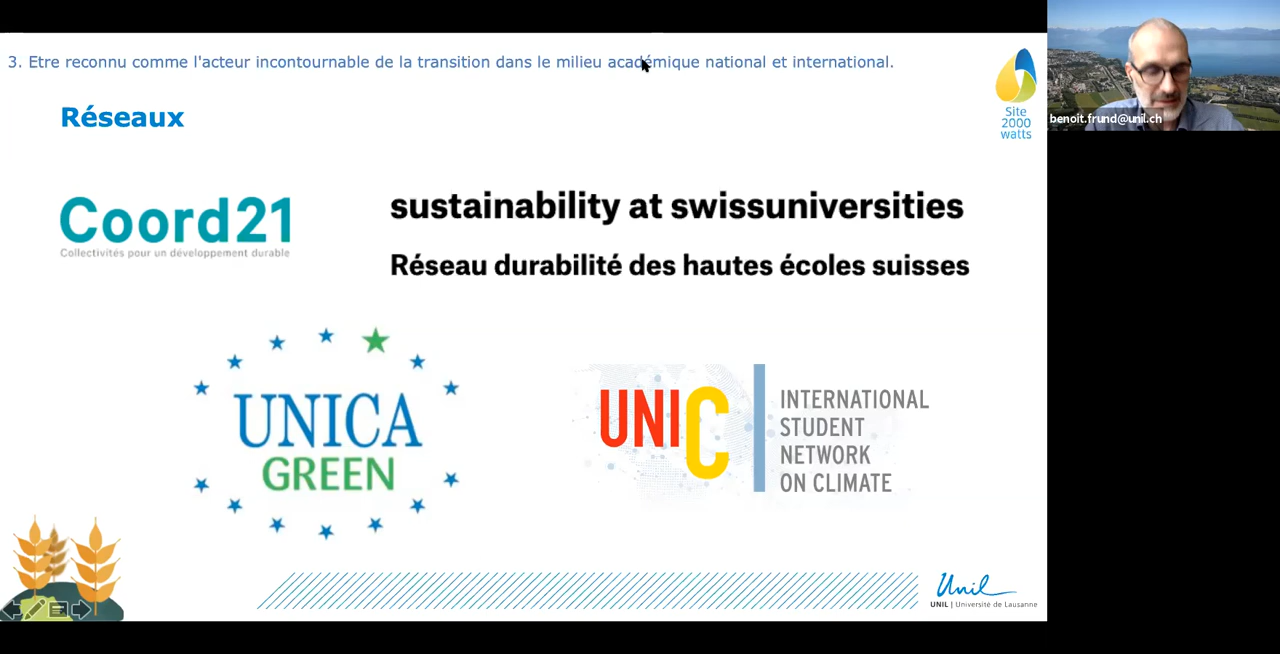 3. Etre reconnu comme l'acteur incontournable de la transition dans le milieu académique national et international.
Réseaux
Site
2000
watts
benoit.frund@unil.ch
Coord21
Collectivités pour un développement durable
sustainability at swissuniversities
Réseau durabilité des hautes écoles suisses
UNICA
GREEN
UNIC
INTERNATIONAL
STUDENT
NETWORK
ON CLIMATE
Unil
UNIL | Université de Lausanne